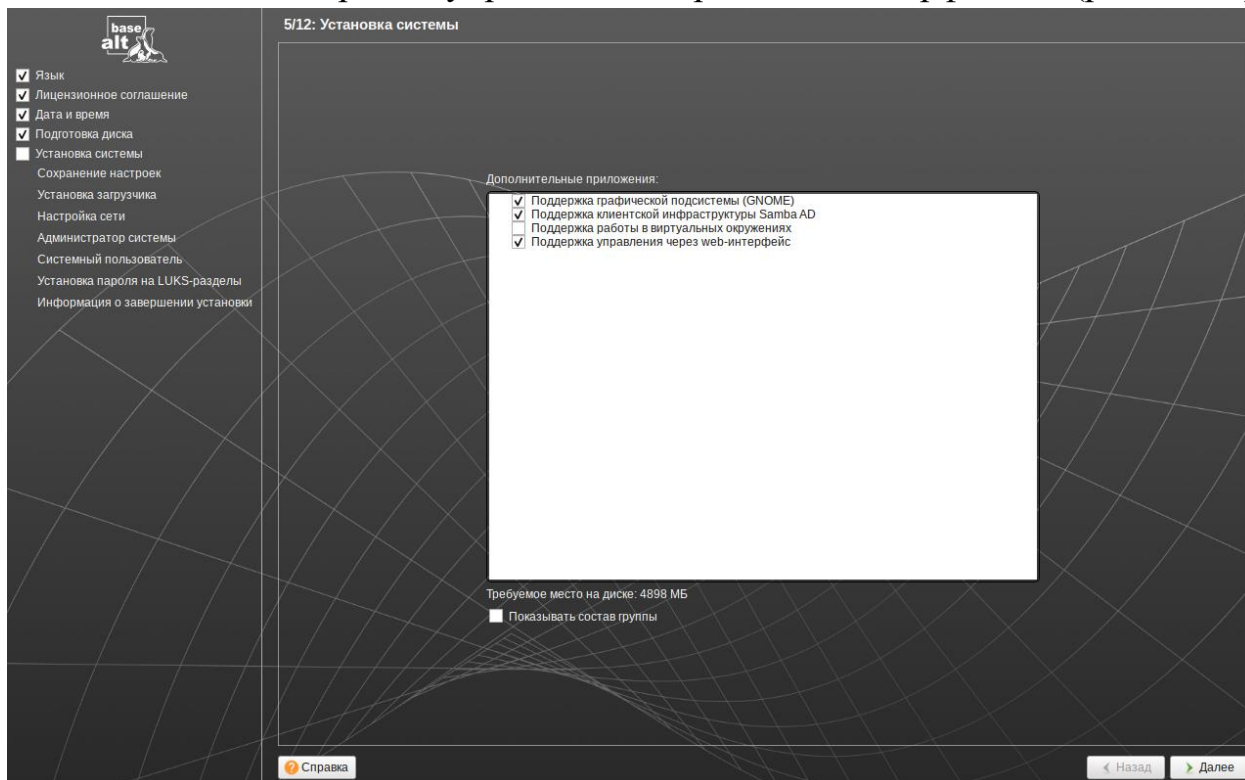 base
alt
5/12: Установка системы
Язык
Лицензионное соглашение
Дата и время
Подготовка диска
Установка системы
Сохранение настроек
Установка загрузчика
Настройка сети
Администратор системы
Системный пользователь
Установка пароля на LUKS-разделы
Информация о завершении установки
Дополнительные приложения:
Поддержка графической подсистемы (GNOME)
Поддержка клиентской инфраструктуры Samba AD
Поддержка работы в виртуальных окружениях
Поддержка управления через web-интерфейс
Требуемое место на диске: 4898 МБ
Показывать состав группы
Справка
Назад
Далее